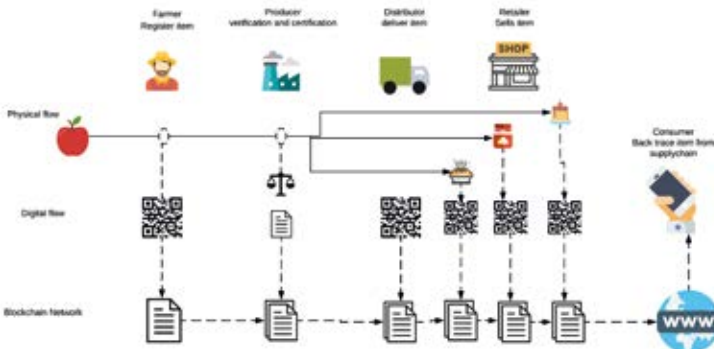 Farmer
Register item
Producer
verification and certification
Distributor
deliver item
Retailer
Sells item
SHOP
Physical flow
Consumer
Back trace item from
supplychain
Digital flow
Blockchain Network
WWW